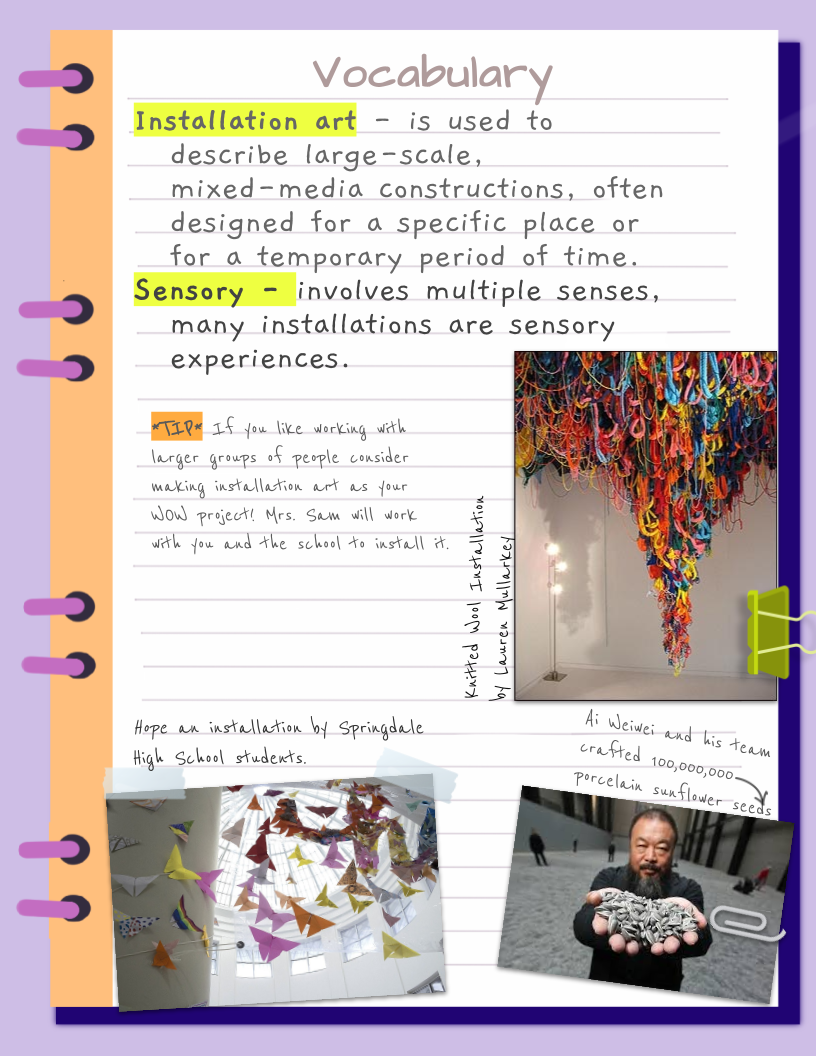 Vocabulary
Installation art - is used to
describe large-scale,
mixed-media constructions, often
designed for a specific place or
for a temporary period of time.
Sensory - involves multiple senses,
many installations are sensory
experiences.
*TIP* If you like working with
larger groups of people consider
making installation art as your
WOW project! Mrs. Sam will work
with you and the school to install it.
Knitted Wool Installation
by Lauren Mullarkey
Hope an installation by Springdale
High School students.
Ai Weiwei and his team
crafted 100,000,000
porcelain sunflower seeds